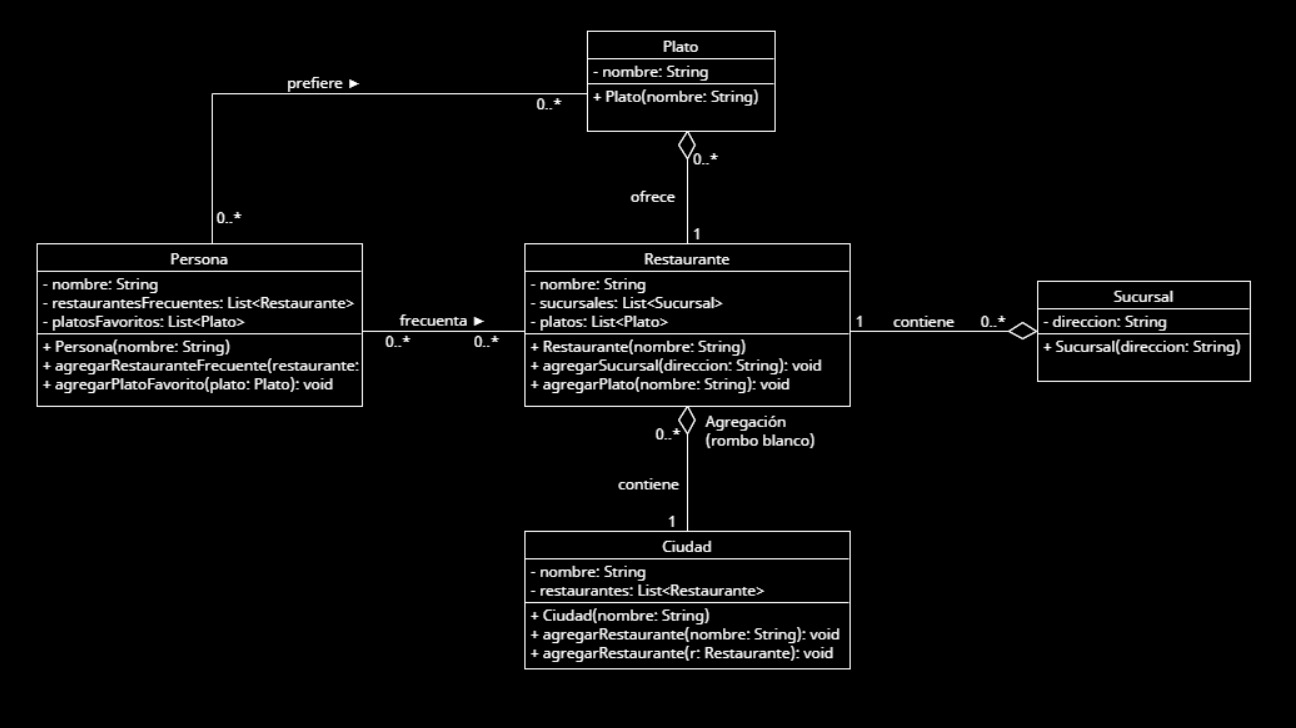 Plato
- nombre: String
+ Plato(nombre: String)
prefiere ►
0..*
0..*
0..*
ofrece
1
Persona
- nombre: String
- restaurantesFrecuentes: List<Restaurante>
- platosFavoritos: List<Plato>
+ Persona(nombre: String)
+ agregarRestauranteFrecuente(restaurante:
+ agregarPlatoFavorito(plato: Plato): void
frecuenta ►
0..*
0..*
Restaurante
- nombre: String
- sucursales: List<Sucursal>
- platos: List<Plato>
+ Restaurante(nombre: String)
+ agregarSucursal(direccion: String): void
+ agregarPlato(nombre: String): void
1
contiene
0..*
Sucursal
- direccion: String
+ Sucursal(direccion: String)
0..*
Agregación
(rombo blanco)
contiene
1
Ciudad
- nombre: String
- restaurantes: List<Restaurante>
+ Ciudad(nombre: String)
+ agregarRestaurante(nombre: String): void
+ agregarRestaurante(r: Restaurante): void